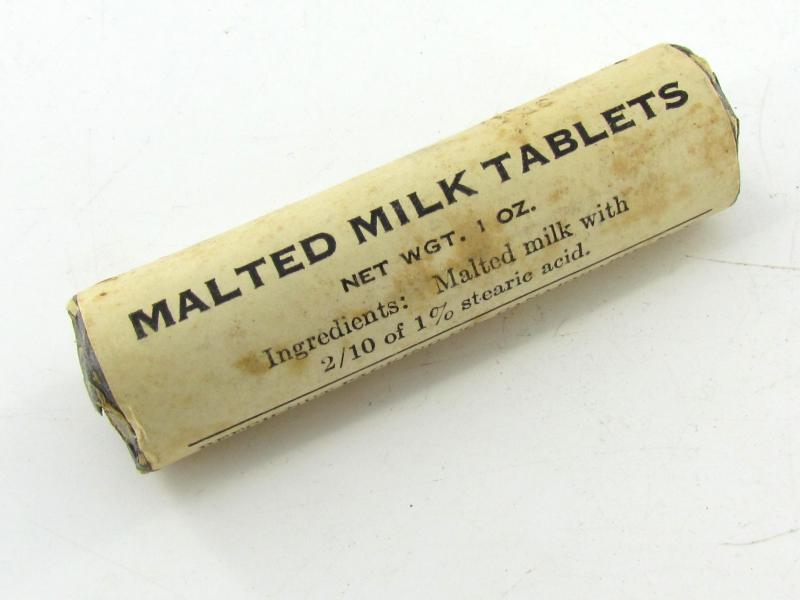 MALTED MILK TABLETS
NET WGT. 1 OZ.
Ingredients: Malted milk with
2/10 of 1% stearic acid.